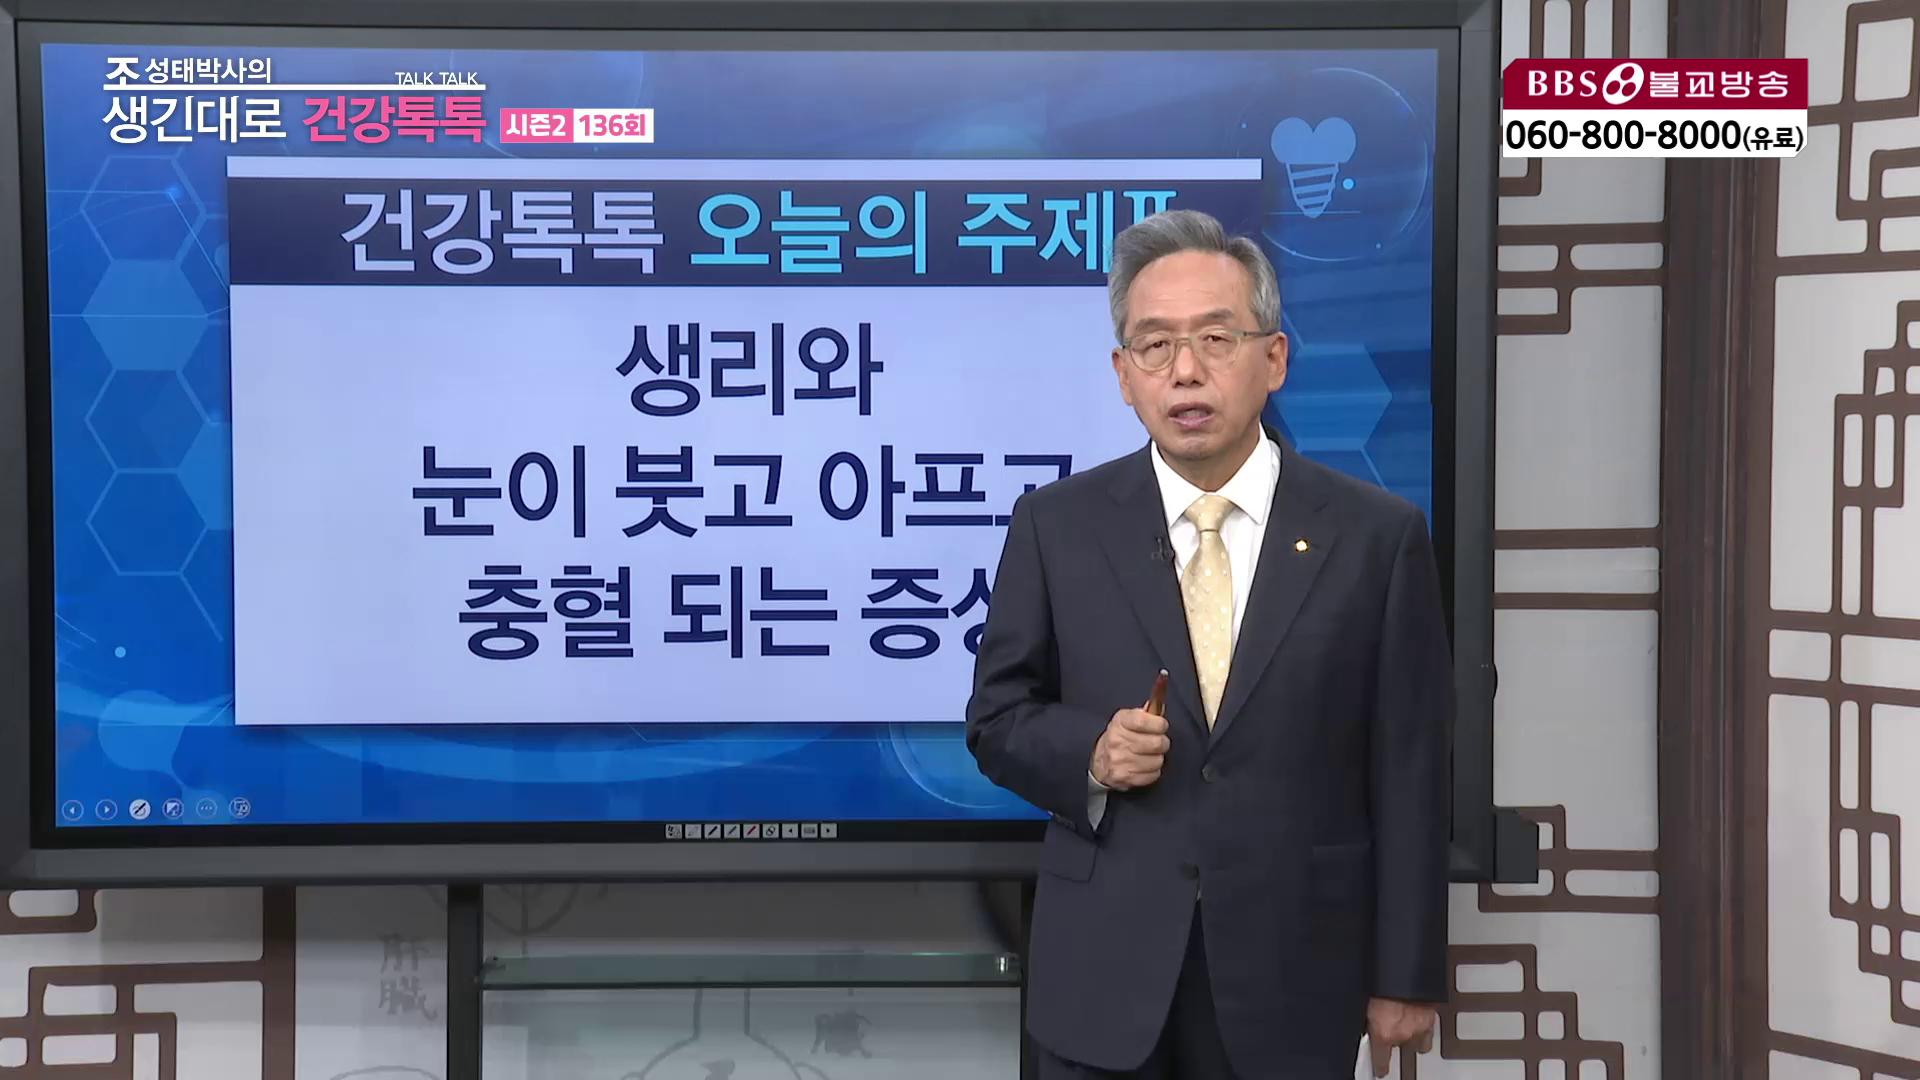 조성태박사의
TALK TALK
생긴대로 건강톡톡 시즌2 136회
BBS 불교방송
060-800-8000(유료)
건강톡톡 오늘의 주제
생리와
눈이 붓고 아프고
충혈 되는 증상
肝臟
臟